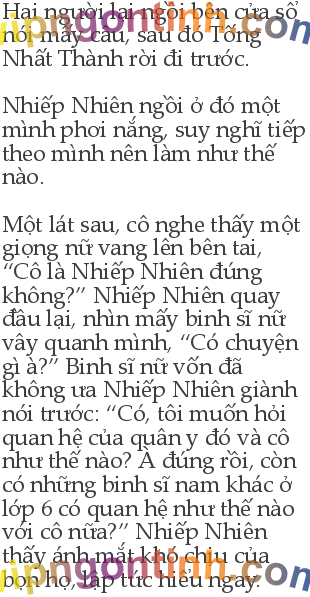 Hai người lại ngồi bên cửa sổ
nói mấy câu, sau đó Tống
Nhất Thành rời đi trước.
Nhiếp Nhiên ngồi ở đó một
mình phơi nắng, suy nghĩ tiếp
theo mình nên làm như thế
nào.
Một lát sau, cô nghe thấy một
giọng nữ vang lên bên tai,
“Cô là Nhiếp Nhiên đúng
không?” Nhiếp Nhiên quay
đầu lại, nhìn mấy binh sĩ nữ
vây quanh mình, “Có chuyện
gì à?” Binh sĩ nữ vốn đã
không ưa Nhiếp Nhiên giành
nói trước: “Có, tôi muốn hỏi
quan hệ của quân y đó và cô
như thế nào? À đúng rồi, còn
có những binh sĩ nam khác ở
lớp 6 có quan hệ như thế nào
với cô nữa?” Nhiếp Nhiên
thấy ánh mắt khó chịu của
bọn họ, lập tức hiểu ngay.
vipngontinh.com
vipngontinh.com